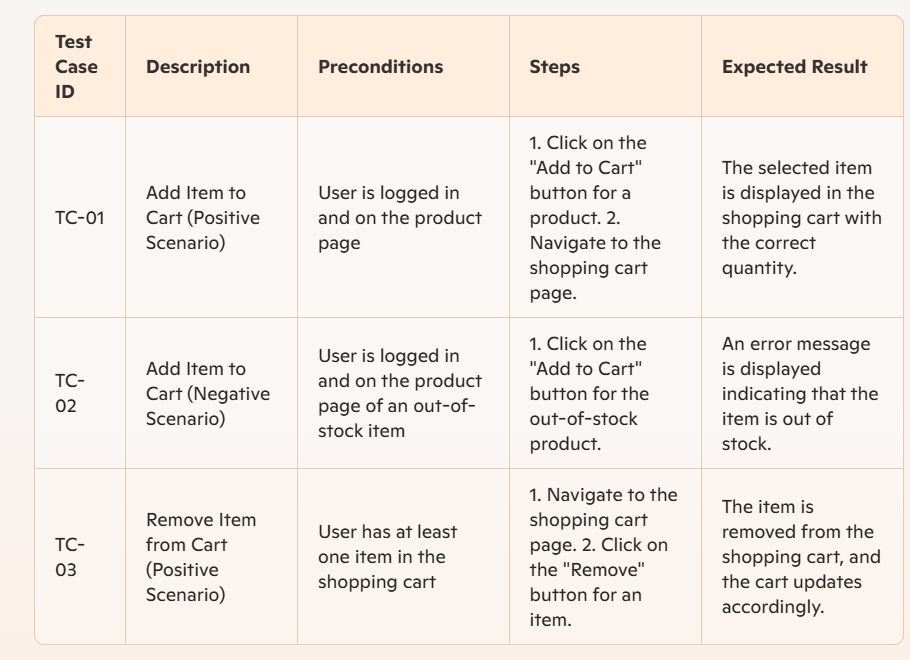 Test
Case
ID
Description
Preconditions
Steps
Expected Result
TC-01
Add Item to
Cart (Positive
Scenario)
User is logged in
and on the product
page
1. Click on the
"Add to Cart"
button for a
product. 2.
Navigate to the
shopping cart
page.
The selected item
is displayed in the
shopping cart with
the correct
quantity.
TC-
02
Add Item to
Cart (Negative
Scenario)
User is logged in
and on the product
page of an out-of-
stock item
1. Click on the
"Add to Cart"
button for the
out-of-stock
product.
An error message
is displayed
indicating that the
item is out of
stock.
TC-
03
Remove Item
from Cart
(Positive
Scenario)
User has at least
one item in the
shopping cart
1. Navigate to the
shopping cart
page. 2. Click on
the "Remove"
button for an
item.
The item is
removed from the
shopping cart, and
the cart updates
accordingly.